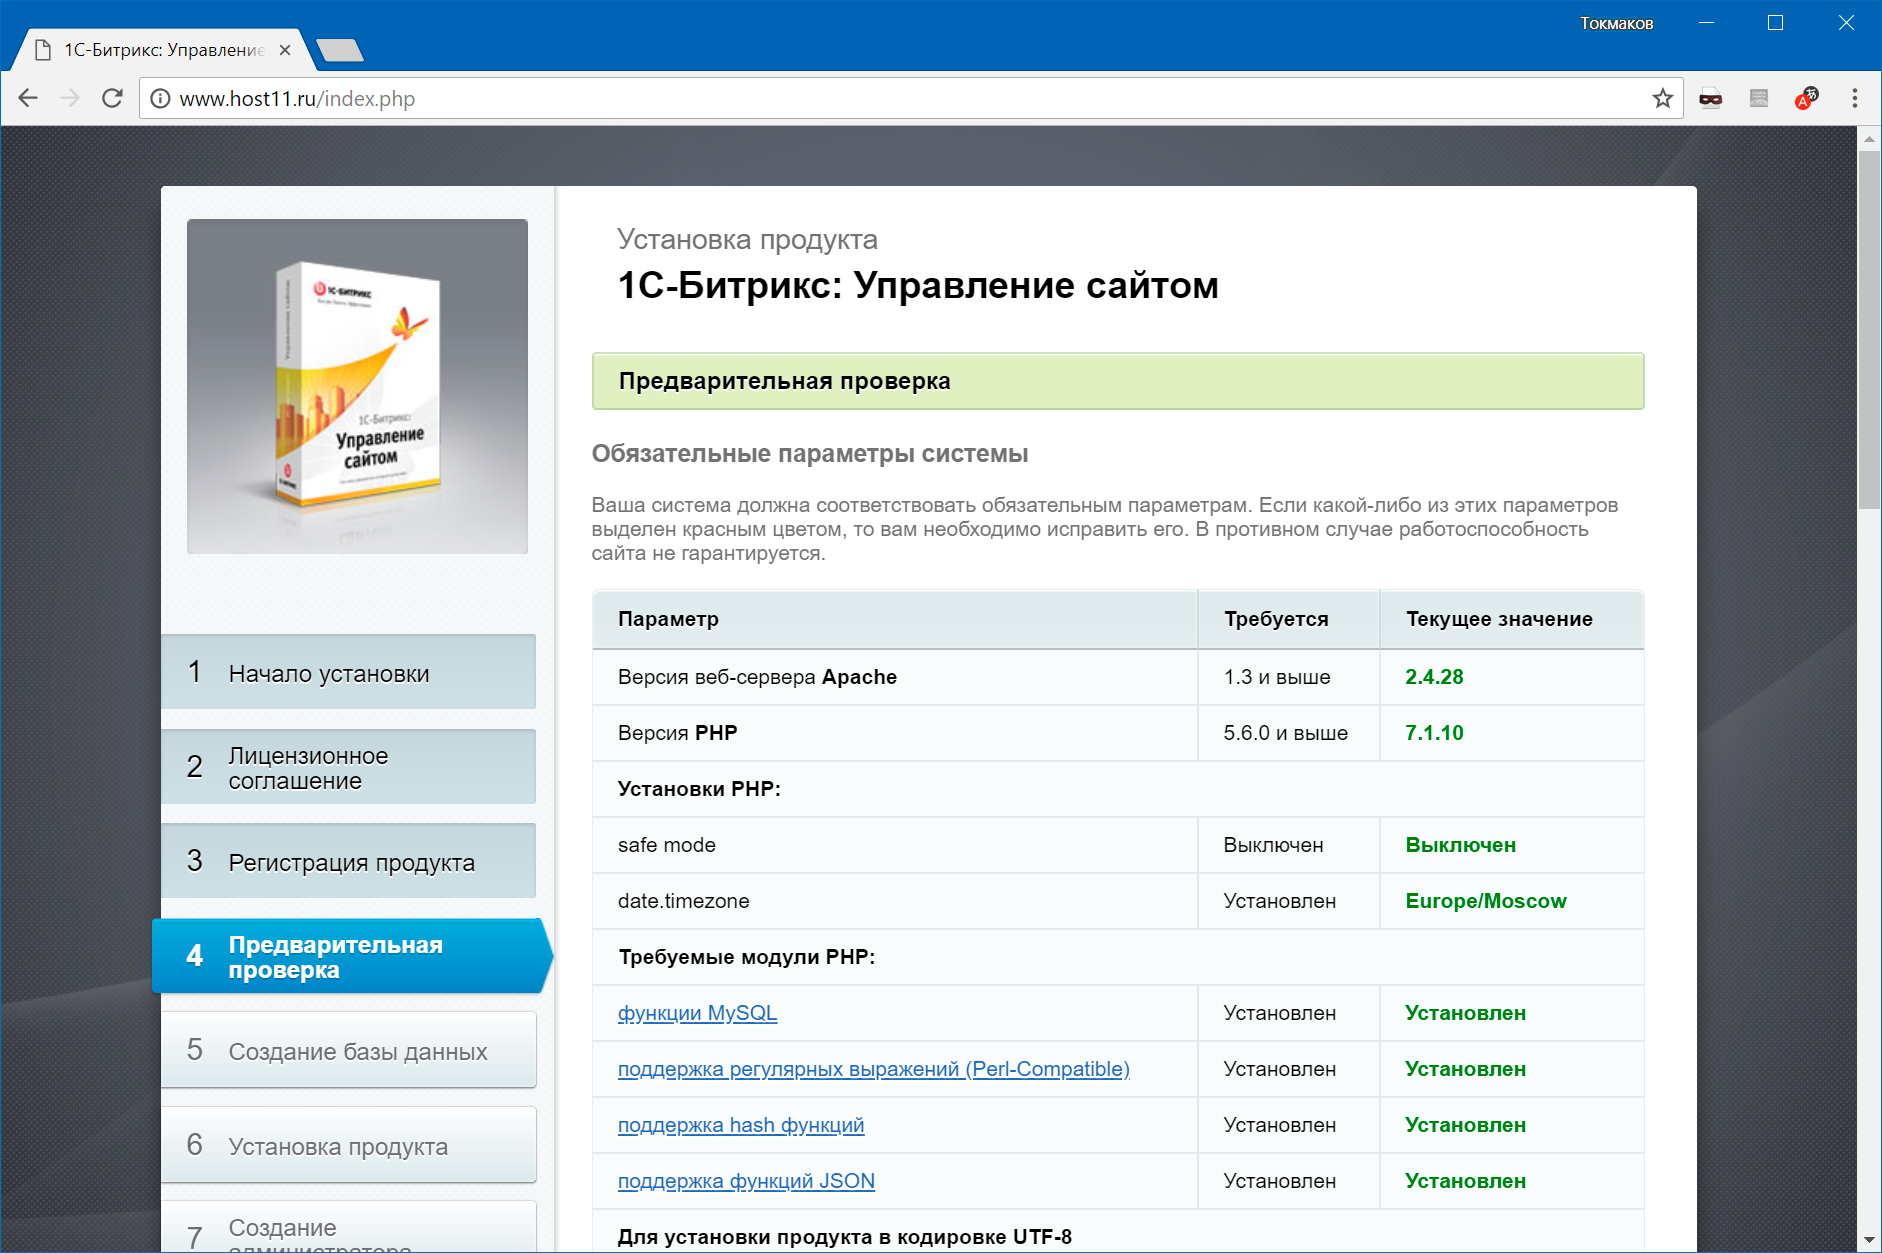 Токмаков
1С-Битрикс: Управление
www.host11.ru/index.php
1С-БИТРИКС
1С-Битрикс:
Управление
сайтом
1 Начало установки
2 Лицензионное
соглашение
3 Регистрация продукта
4 Предварительная
проверка
5 Создание базы данных
6 Установка продукта
7 Создание
администратора
Установка продукта
1С-Битрикс: Управление сайтом
Предварительная проверка
Обязательные параметры системы
Ваша система должна соответствовать обязательным параметрам. Если какой-либо из этих параметров
выделен красным цветом, то вам необходимо исправить его. В противном случае работоспособность
сайта не гарантируется.
Параметр Требуется Текущее значение
Версия веб-сервера Apache 1.3 и выше 2.4.28
Версия PHP 5.6.0 и выше 7.1.10
Установки PHP:
safe mode Выключен Выключен
date.timezone Установлен Europe/Moscow
Требуемые модули PHP:
функции MySQL Установлен Установлен
поддержка регулярных выражений (Perl-Compatible) Установлен Установлен
поддержка hash функций Установлен Установлен
поддержка функций JSON Установлен Установлен
Для установки продукта в кодировке UTF-8